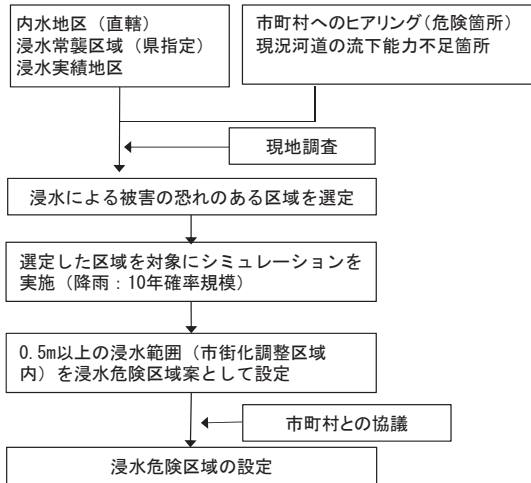 内水地区（直轄）
浸水常襲区域（県指定）
浸水実績地区
市町村へのヒアリング(危険箇所)
現況河道の流下能力不足箇所
現地調査
浸水による被害の恐れのある区域を選定
選定した区域を対象にシミュレーションを
実施（降雨：10年確率規模）
0.5m以上の浸水範囲（市街化調整区域
内）を浸水危険区域案として設定
市町村との協議
浸水危険区域の設定